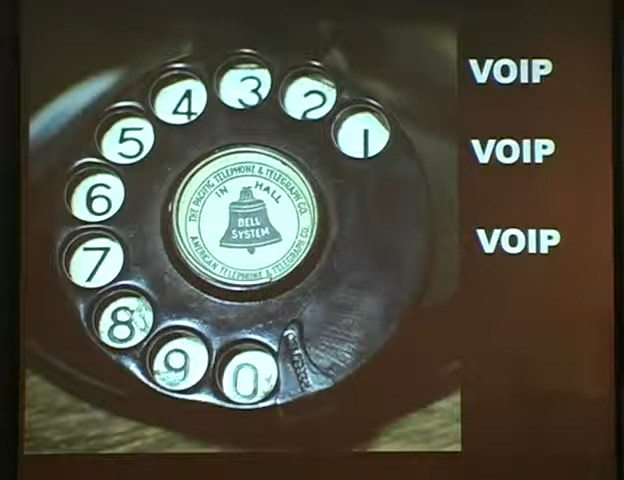 VOIP
VOIP
VOIP
1
2
3
4
5
6
7
8
9
0
THE PACIFIC TELEPHONE & TELEGRAPH CO.
IN HALL
BELL
SYSTEM
AMERICAN TELEPHONE & TELEGRAPH CO.